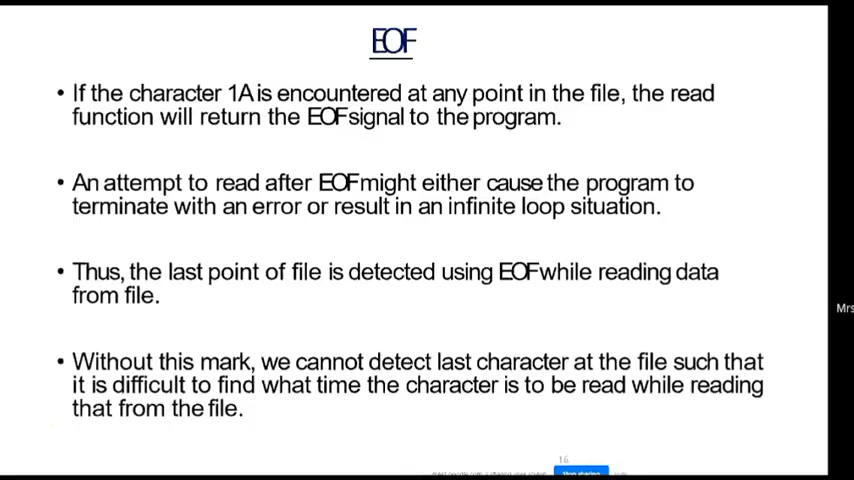 EOF
• If the character 1A is encountered at any point in the file, the read
function will return the EOF signal to the program.
• An attempt to read after EOF might either cause the program to
terminate with an error or result in an infinite loop situation.
• Thus, the last point of file is detected using EOF while reading data
from file.
Mrs
• Without this mark, we cannot detect last character at the file such that
it is difficult to find what time the character is to be read while reading
that from the file.
16
Stop sharing